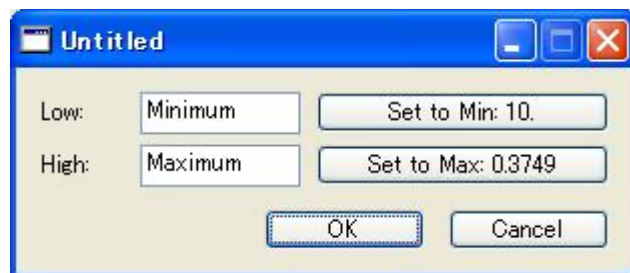 Untitled
Low: Minimum Set to Min: 10.
High: Maximum Set to Max: 0.3749
OK Cancel